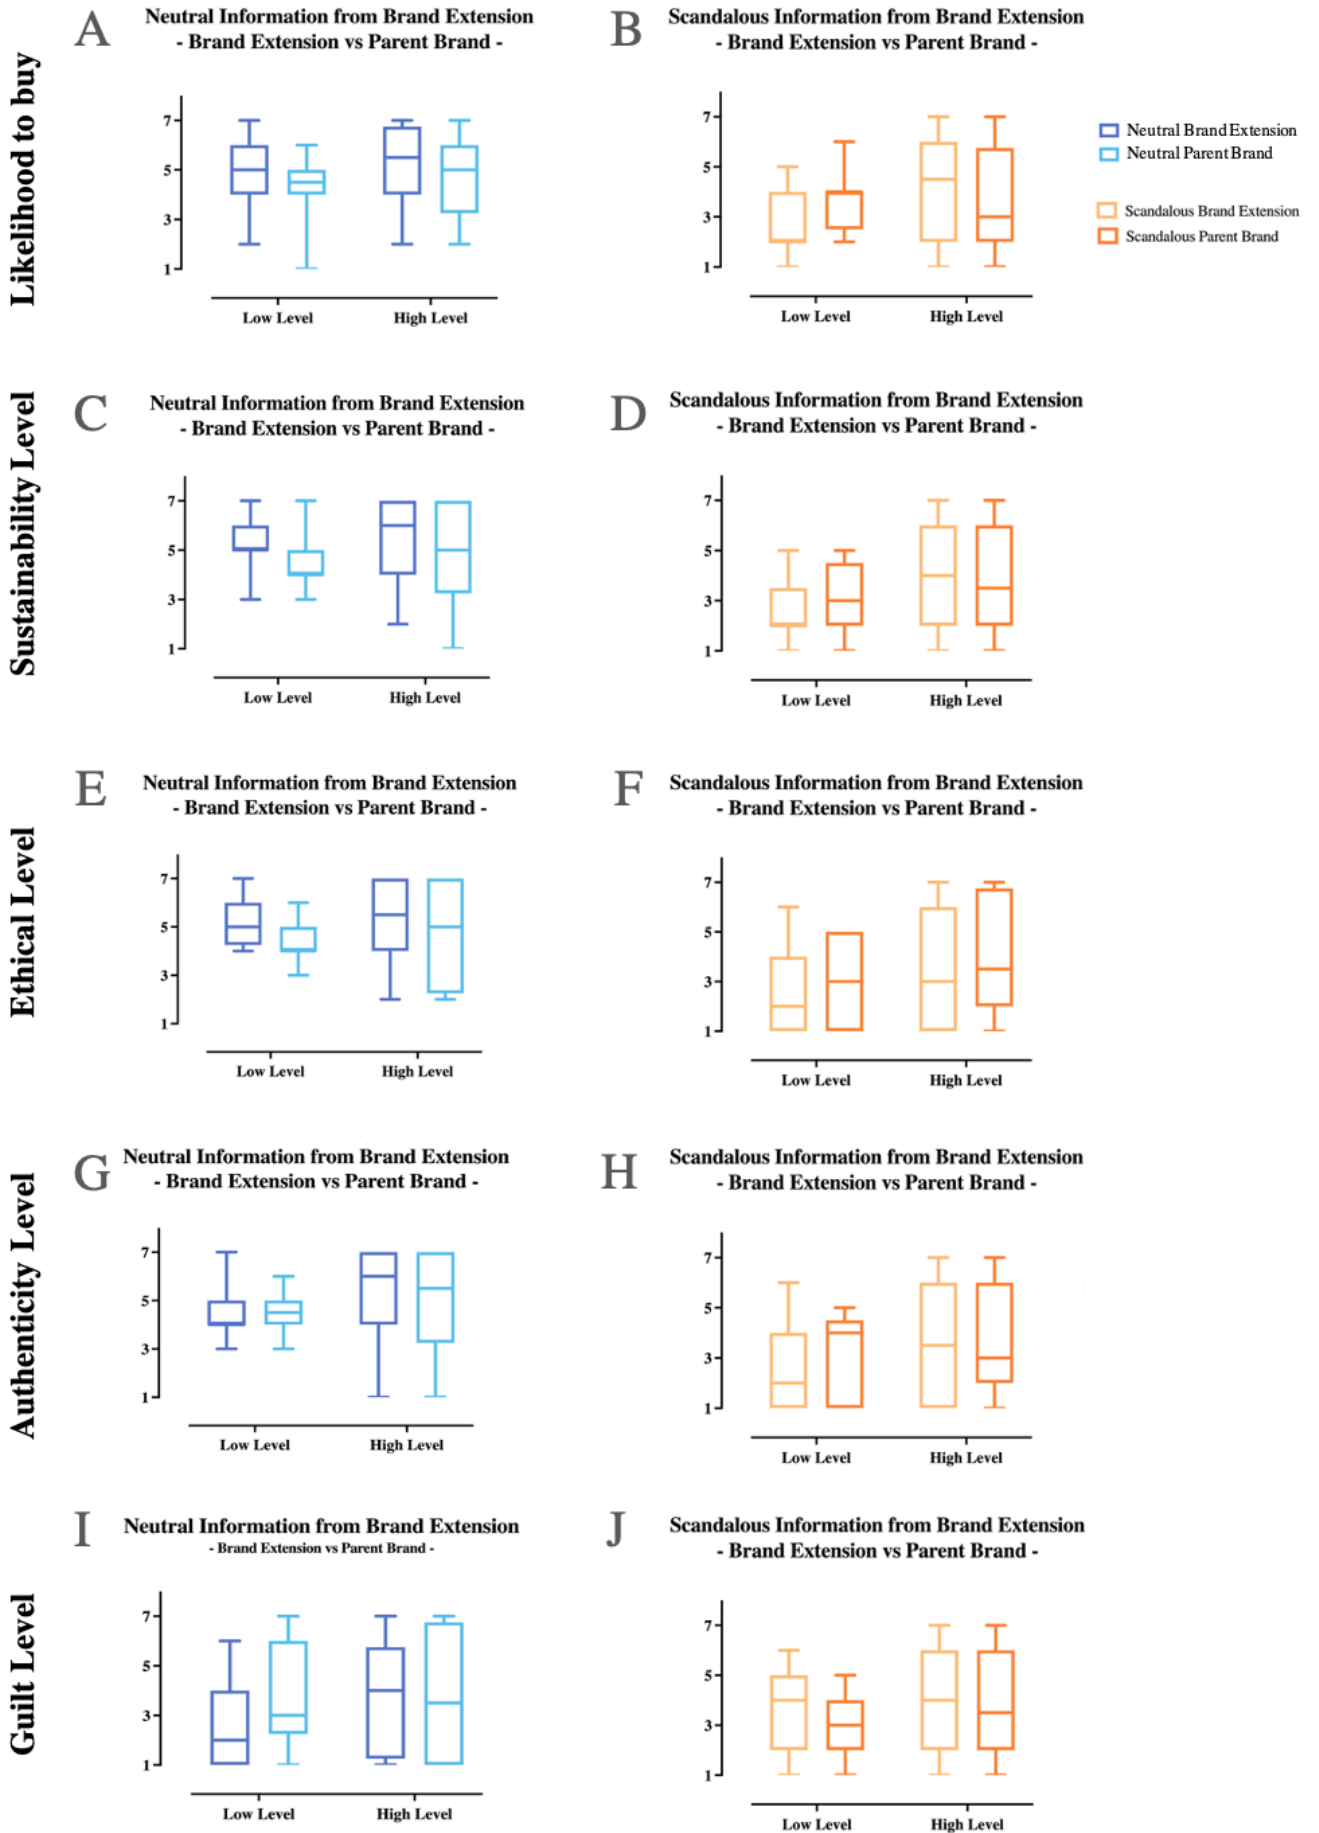 Likelihood to buy
A
Neutral Information from Brand Extension
- Brand Extension vs Parent Brand -
7
5
3
1
Low Level
High Level
B
Scandalous Information from Brand Extension
- Brand Extension vs Parent Brand -
7
5
3
1
Low Level
High Level
Neutral Brand Extension
Neutral Parent Brand
Scandalous Brand Extension
Scandalous Parent Brand
Sustainability Level
C
Neutral Information from Brand Extension
- Brand Extension vs Parent Brand -
7
5
3
1
Low Level
High Level
D
Scandalous Information from Brand Extension
- Brand Extension vs Parent Brand -
7
5
3
1
Low Level
High Level
Ethical Level
E
Neutral Information from Brand Extension
- Brand Extension vs Parent Brand -
7
5
3
1
Low Level
High Level
F
Scandalous Information from Brand Extension
- Brand Extension vs Parent Brand -
7
5
3
1
Low Level
High Level
Authenticity Level
G
Neutral Information from Brand Extension
- Brand Extension vs Parent Brand -
7
5
3
1
Low Level
High Level
H
Scandalous Information from Brand Extension
- Brand Extension vs Parent Brand -
7
5
3
1
Low Level
High Level
Guilt Level
I
Neutral Information from Brand Extension
- Brand Extension vs Parent Brand -
7
5
3
1
Low Level
High Level
J
Scandalous Information from Brand Extension
- Brand Extension vs Parent Brand -
7
5
3
1
Low Level
High Level